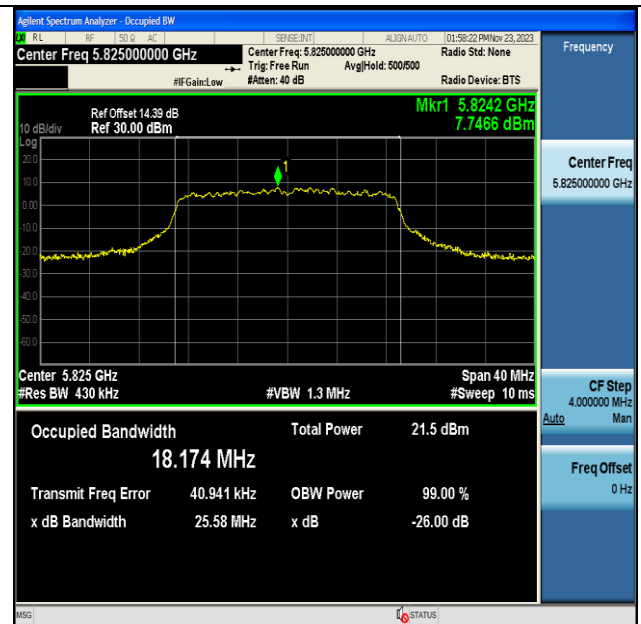 Agilent Spectrum Analyzer - Occupied BW
LXI RL RF 50 Ω AC SENSE:INT ALIGN AUTO 01:58:22 PM Nov 23, 2023
Center Freq 5.825000000 GHz
Center Freq: 5.825000000 GHz Radio Std: None
Trig: Free Run Avg|Hold: 500/500
#IFGain:Low #Atten: 40 dB Radio Device: BTS
Frequency
Ref Offset 14.39 dB Mkr1 5.8242 GHz
10 dB/div Ref 30.00 dBm 7.7466 dBm
Log
20.0
1
10.0
0.00
-10.0
-20.0
-30.0
-40.0
-50.0
-60.0
Center 5.825 GHz Span 40 MHz
#Res BW 430 kHz #VBW 1.3 MHz #Sweep 10 ms
Occupied Bandwidth Total Power 21.5 dBm
18.174 MHz
Transmit Freq Error 40.941 kHz OBW Power 99.00 %
x dB Bandwidth 25.58 MHz x dB -26.00 dB
Center Freq
5.825000000 GHz
CF Step
4.000000 MHz
Auto Man
Freq Offset
0 Hz
MSG STATUS